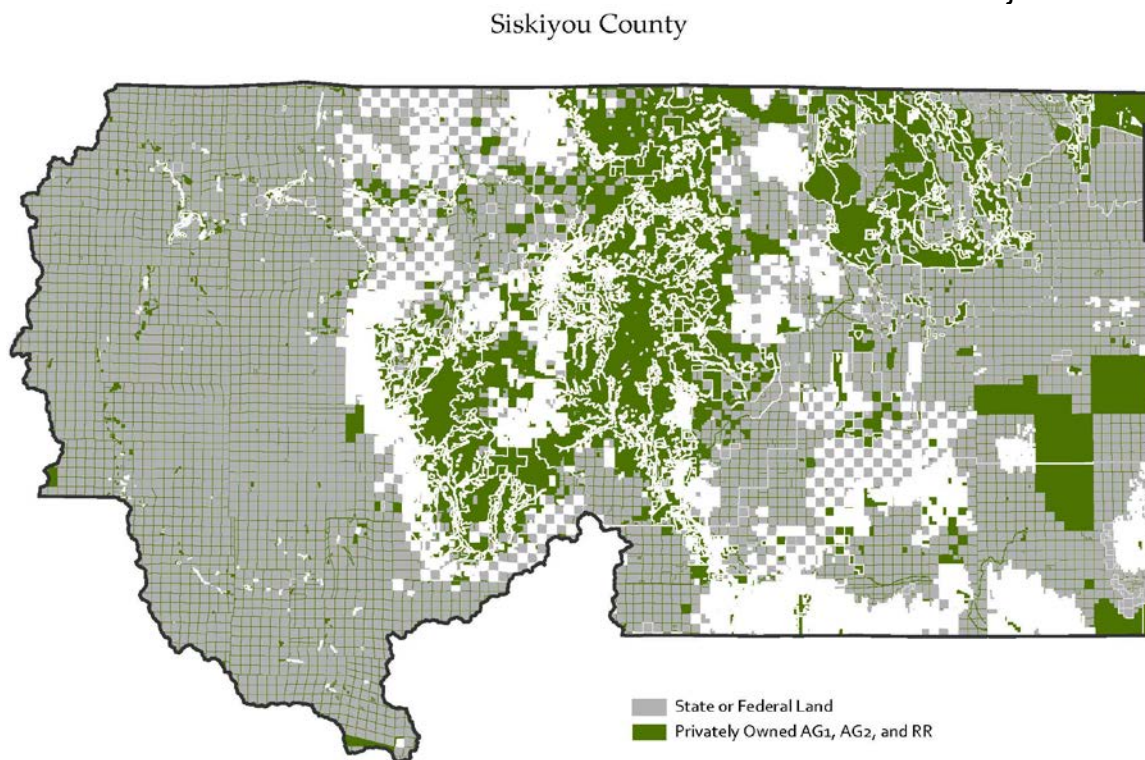 Siskiyou County
State or Federal Land
Privately Owned AG1, AG2, and RR